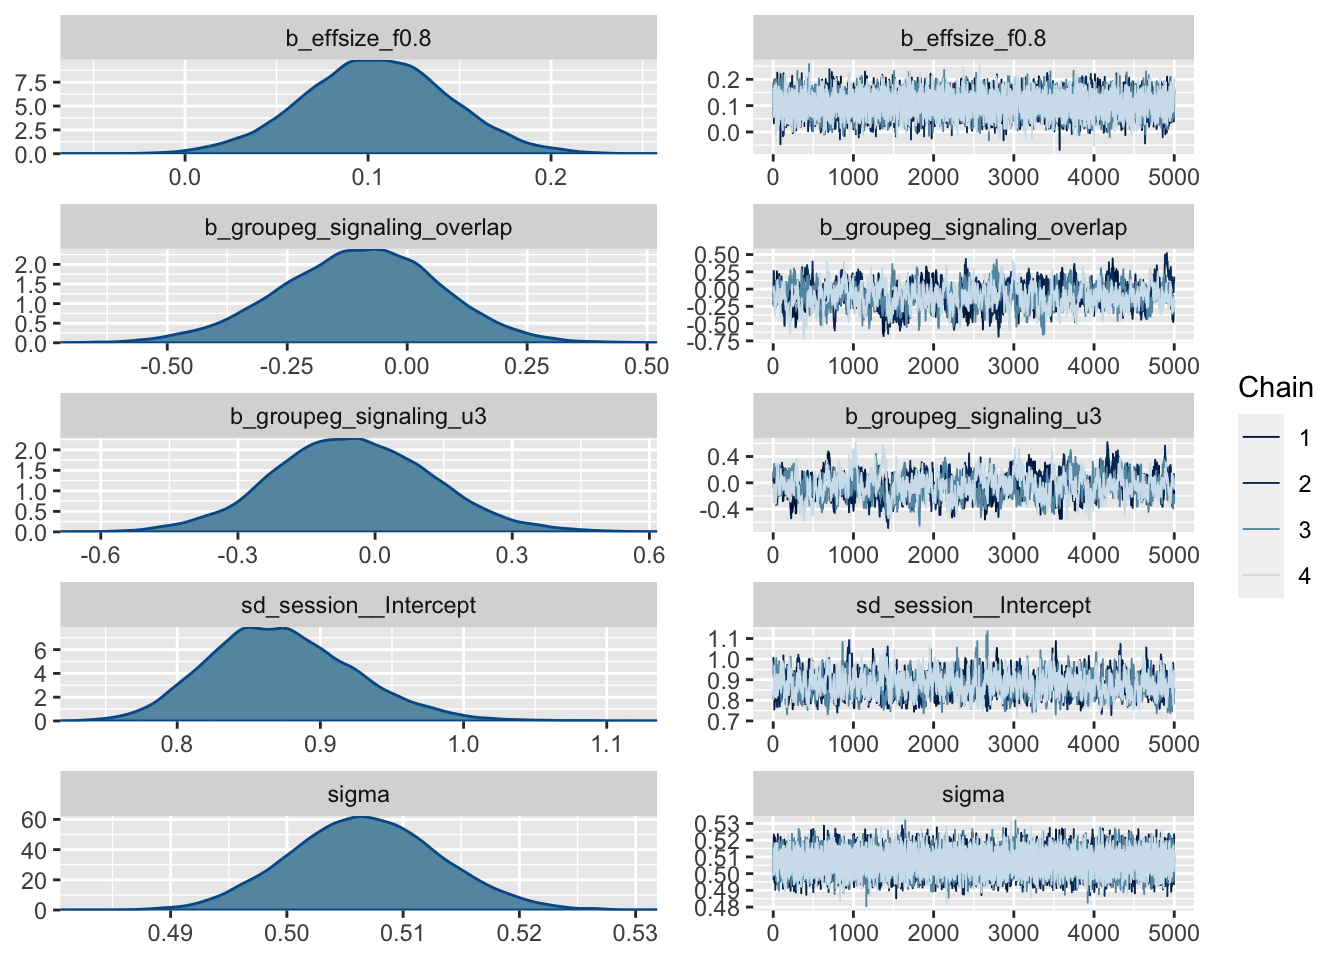 b_effsize_f0.8
7.5
5.0
2.5
0.0
0.0 0.1 0.2
b_effsize_f0.8
0.2
0.1
0.0
0 1000 2000 3000 4000 5000
b_groupeg_signaling_overlap
2.0
1.5
1.0
0.5
0.0
-0.50 -0.25 0.00 0.25 0.50
b_groupeg_signaling_overlap
0.50
0.25
0.00
-0.25
-0.50
-0.75
0 1000 2000 3000 4000 5000
b_groupeg_signaling_u3
2.0
1.5
1.0
0.5
0.0
-0.6 -0.3 0.0 0.3 0.6
b_groupeg_signaling_u3
0.4
0.0
-0.4
0 1000 2000 3000 4000 5000
sd_session__Intercept
6
4
2
0
0.8 0.9 1.0 1.1
sd_session__Intercept
1.1
1.0
0.9
0.8
0.7
0 1000 2000 3000 4000 5000
sigma
60
40
20
0
0.49 0.50 0.51 0.52 0.53
sigma
0.53
0.52
0.51
0.50
0.49
0.48
0 1000 2000 3000 4000 5000
Chain
1
2
3
4